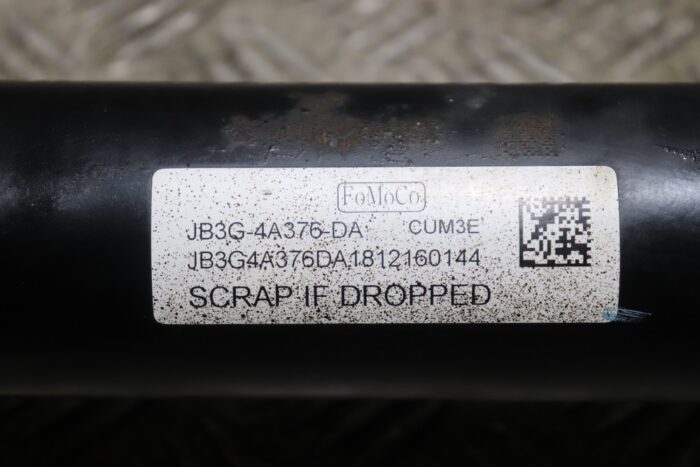 FoMoCo
JB3G-4A376-DA CUM3E
JB3G4A376DA1812160144
SCRAP IF DROPPED